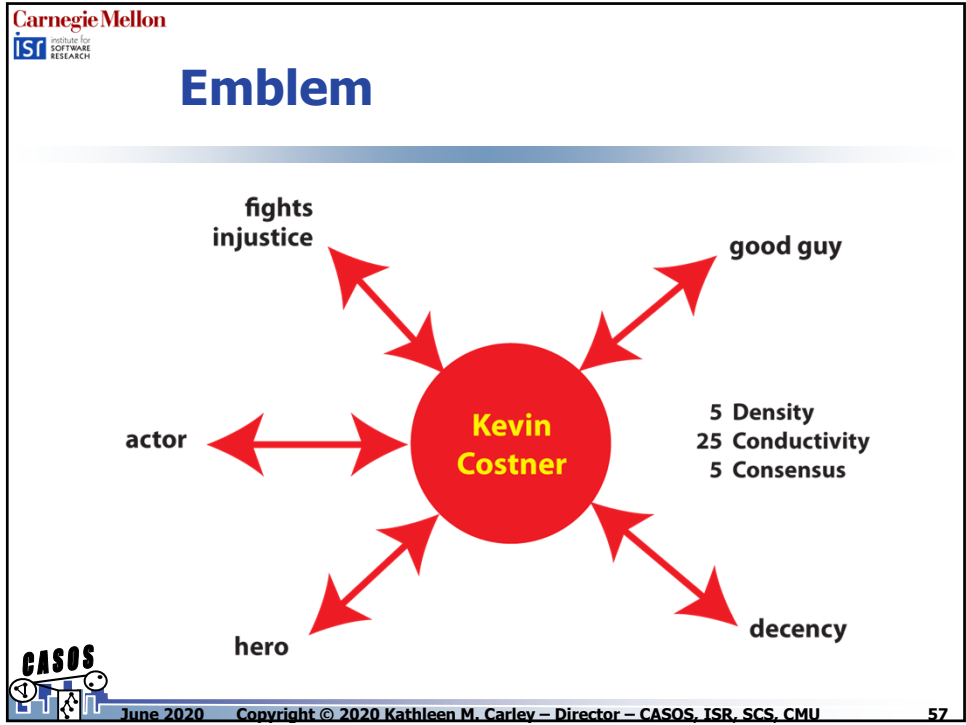 Carnegie Mellon
isr institute for
SOFTWARE
RESEARCH
Emblem
fights
injustice
good guy
actor
Kevin
Costner
5 Density
25 Conductivity
5 Consensus
hero
decency
CASOS
June 2020 Copyright © 2020 Kathleen M. Carley – Director – CASOS, ISR, SCS, CMU 57